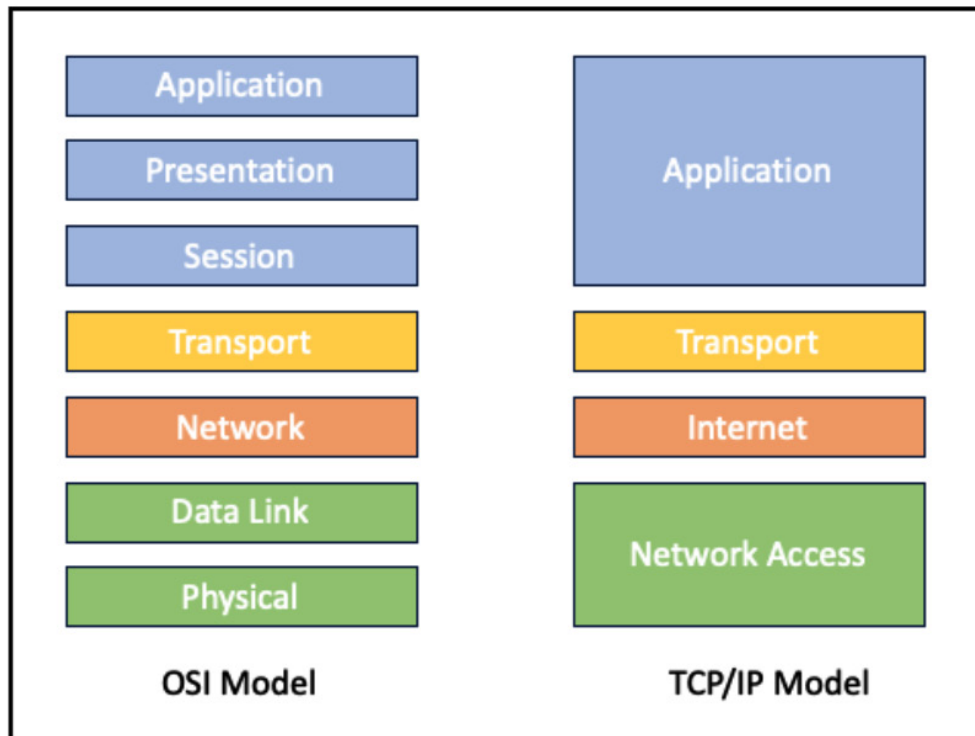 Application
Presentation
Session
Transport
Network
Data Link
Physical
OSI Model
Application
Transport
Internet
Network Access
TCP/IP Model